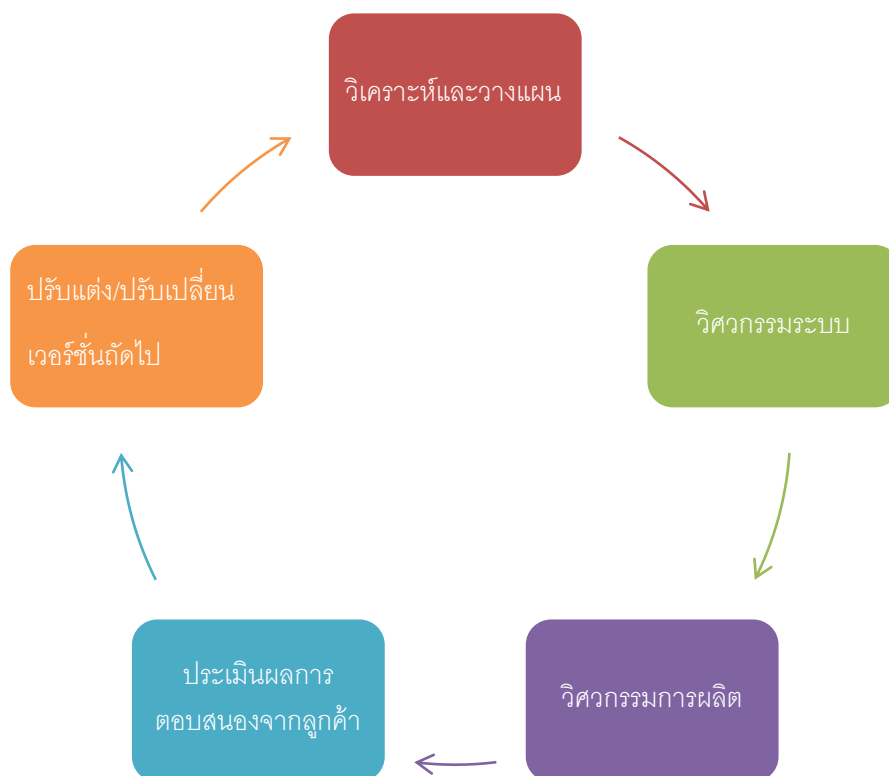 วิเคราะห์และวางแผน
วิศวกรรมระบบ
วิศวกรรมการผลิต
ประเมินผลการ
ตอบสนองจากลูกค้า
ปรับแต่ง/ปรับเปลี่ยน
เวอร์ชั่นถัดไป